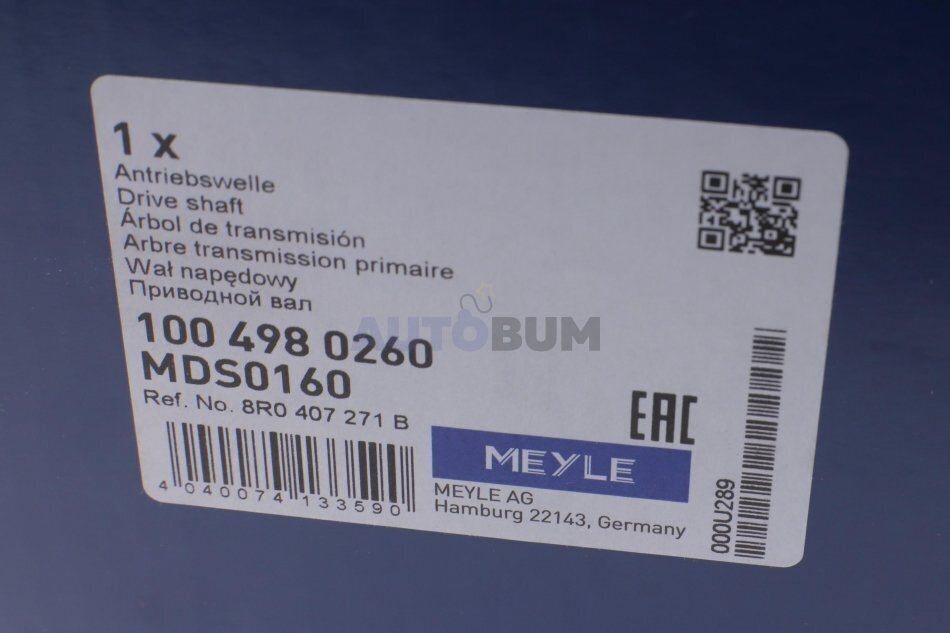 1 x
Antriebswelle
Drive shaft
Árbol de transmisión
Arbre transmission primaire
Wał napędowy
Приводной вал
100 498 0260
MDS0160
Ref. No. 8R0 407 271 B
4 040074 133590
EAC
MEYLE
MEYLE AG
Hamburg 22143, Germany
000U289
AUTOBUM